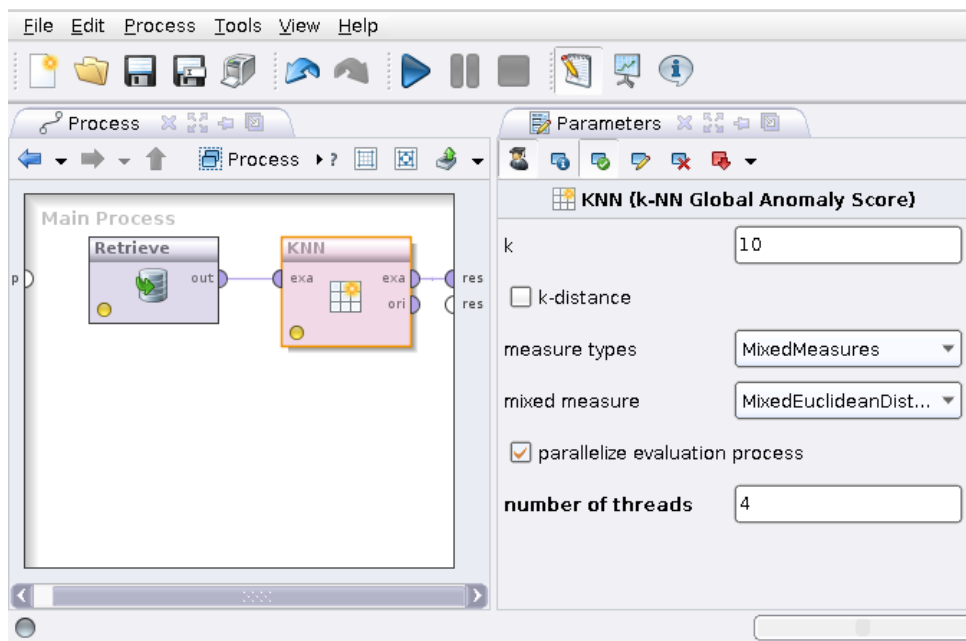 File Edit Process Tools View Help
Process
Parameters
Process ?
KNN (k-NN Global Anomaly Score)
Main Process
Retrieve
out
KNN
exa
exa
ori
p
res
res
k
10
k-distance
measure types
MixedMeasures
mixed measure
MixedEuclideanDist...
parallelize evaluation process
number of threads
4